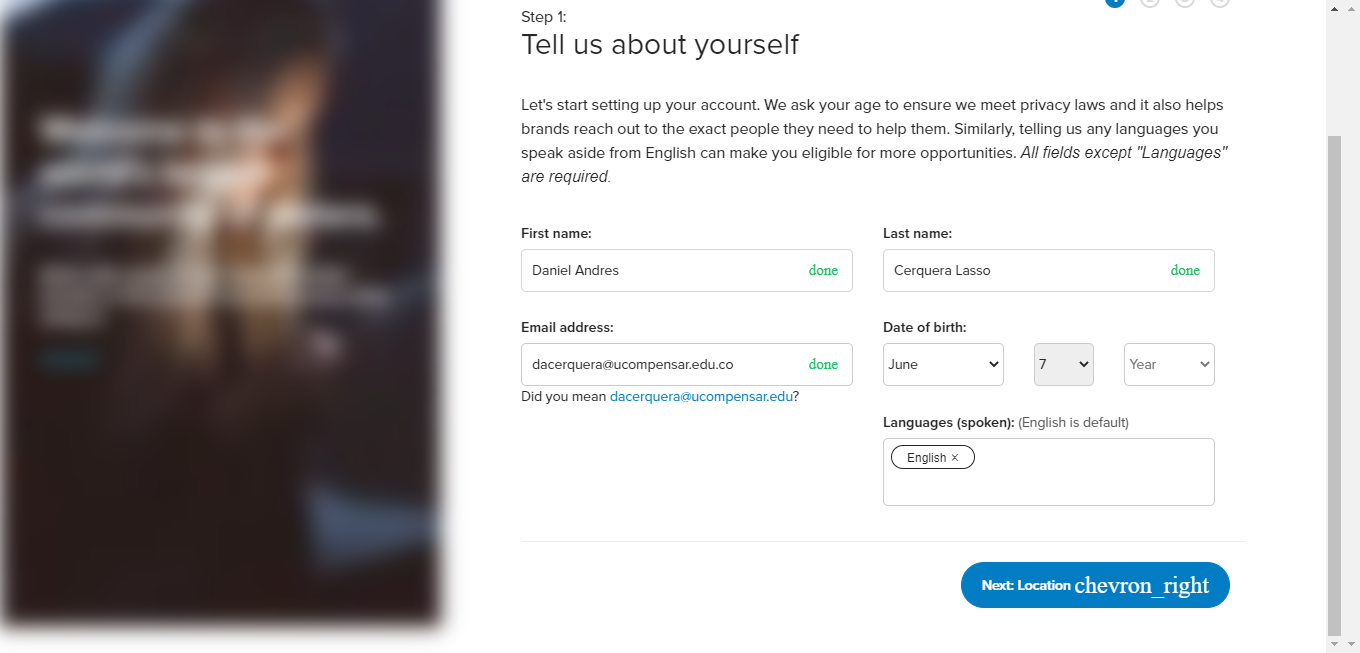 Step 1:
Tell us about yourself
Let's start setting up your account. We ask your age to ensure we meet privacy laws and it also helps
brands reach out to the exact people they need to help them. Similarly, telling us any languages you
speak aside from English can make you eligible for more opportunities. All fields except "Languages"
are required.
First name:
Last name:
Daniel Andres done
Cerquera Lasso done
Email address:
Date of birth:
dacerquera@ucompensar.edu.co done
June 7 Year
Did you mean dacerquera@ucompensar.edu?
Languages (spoken): (English is default)
English ×
Next: Location chevron_right